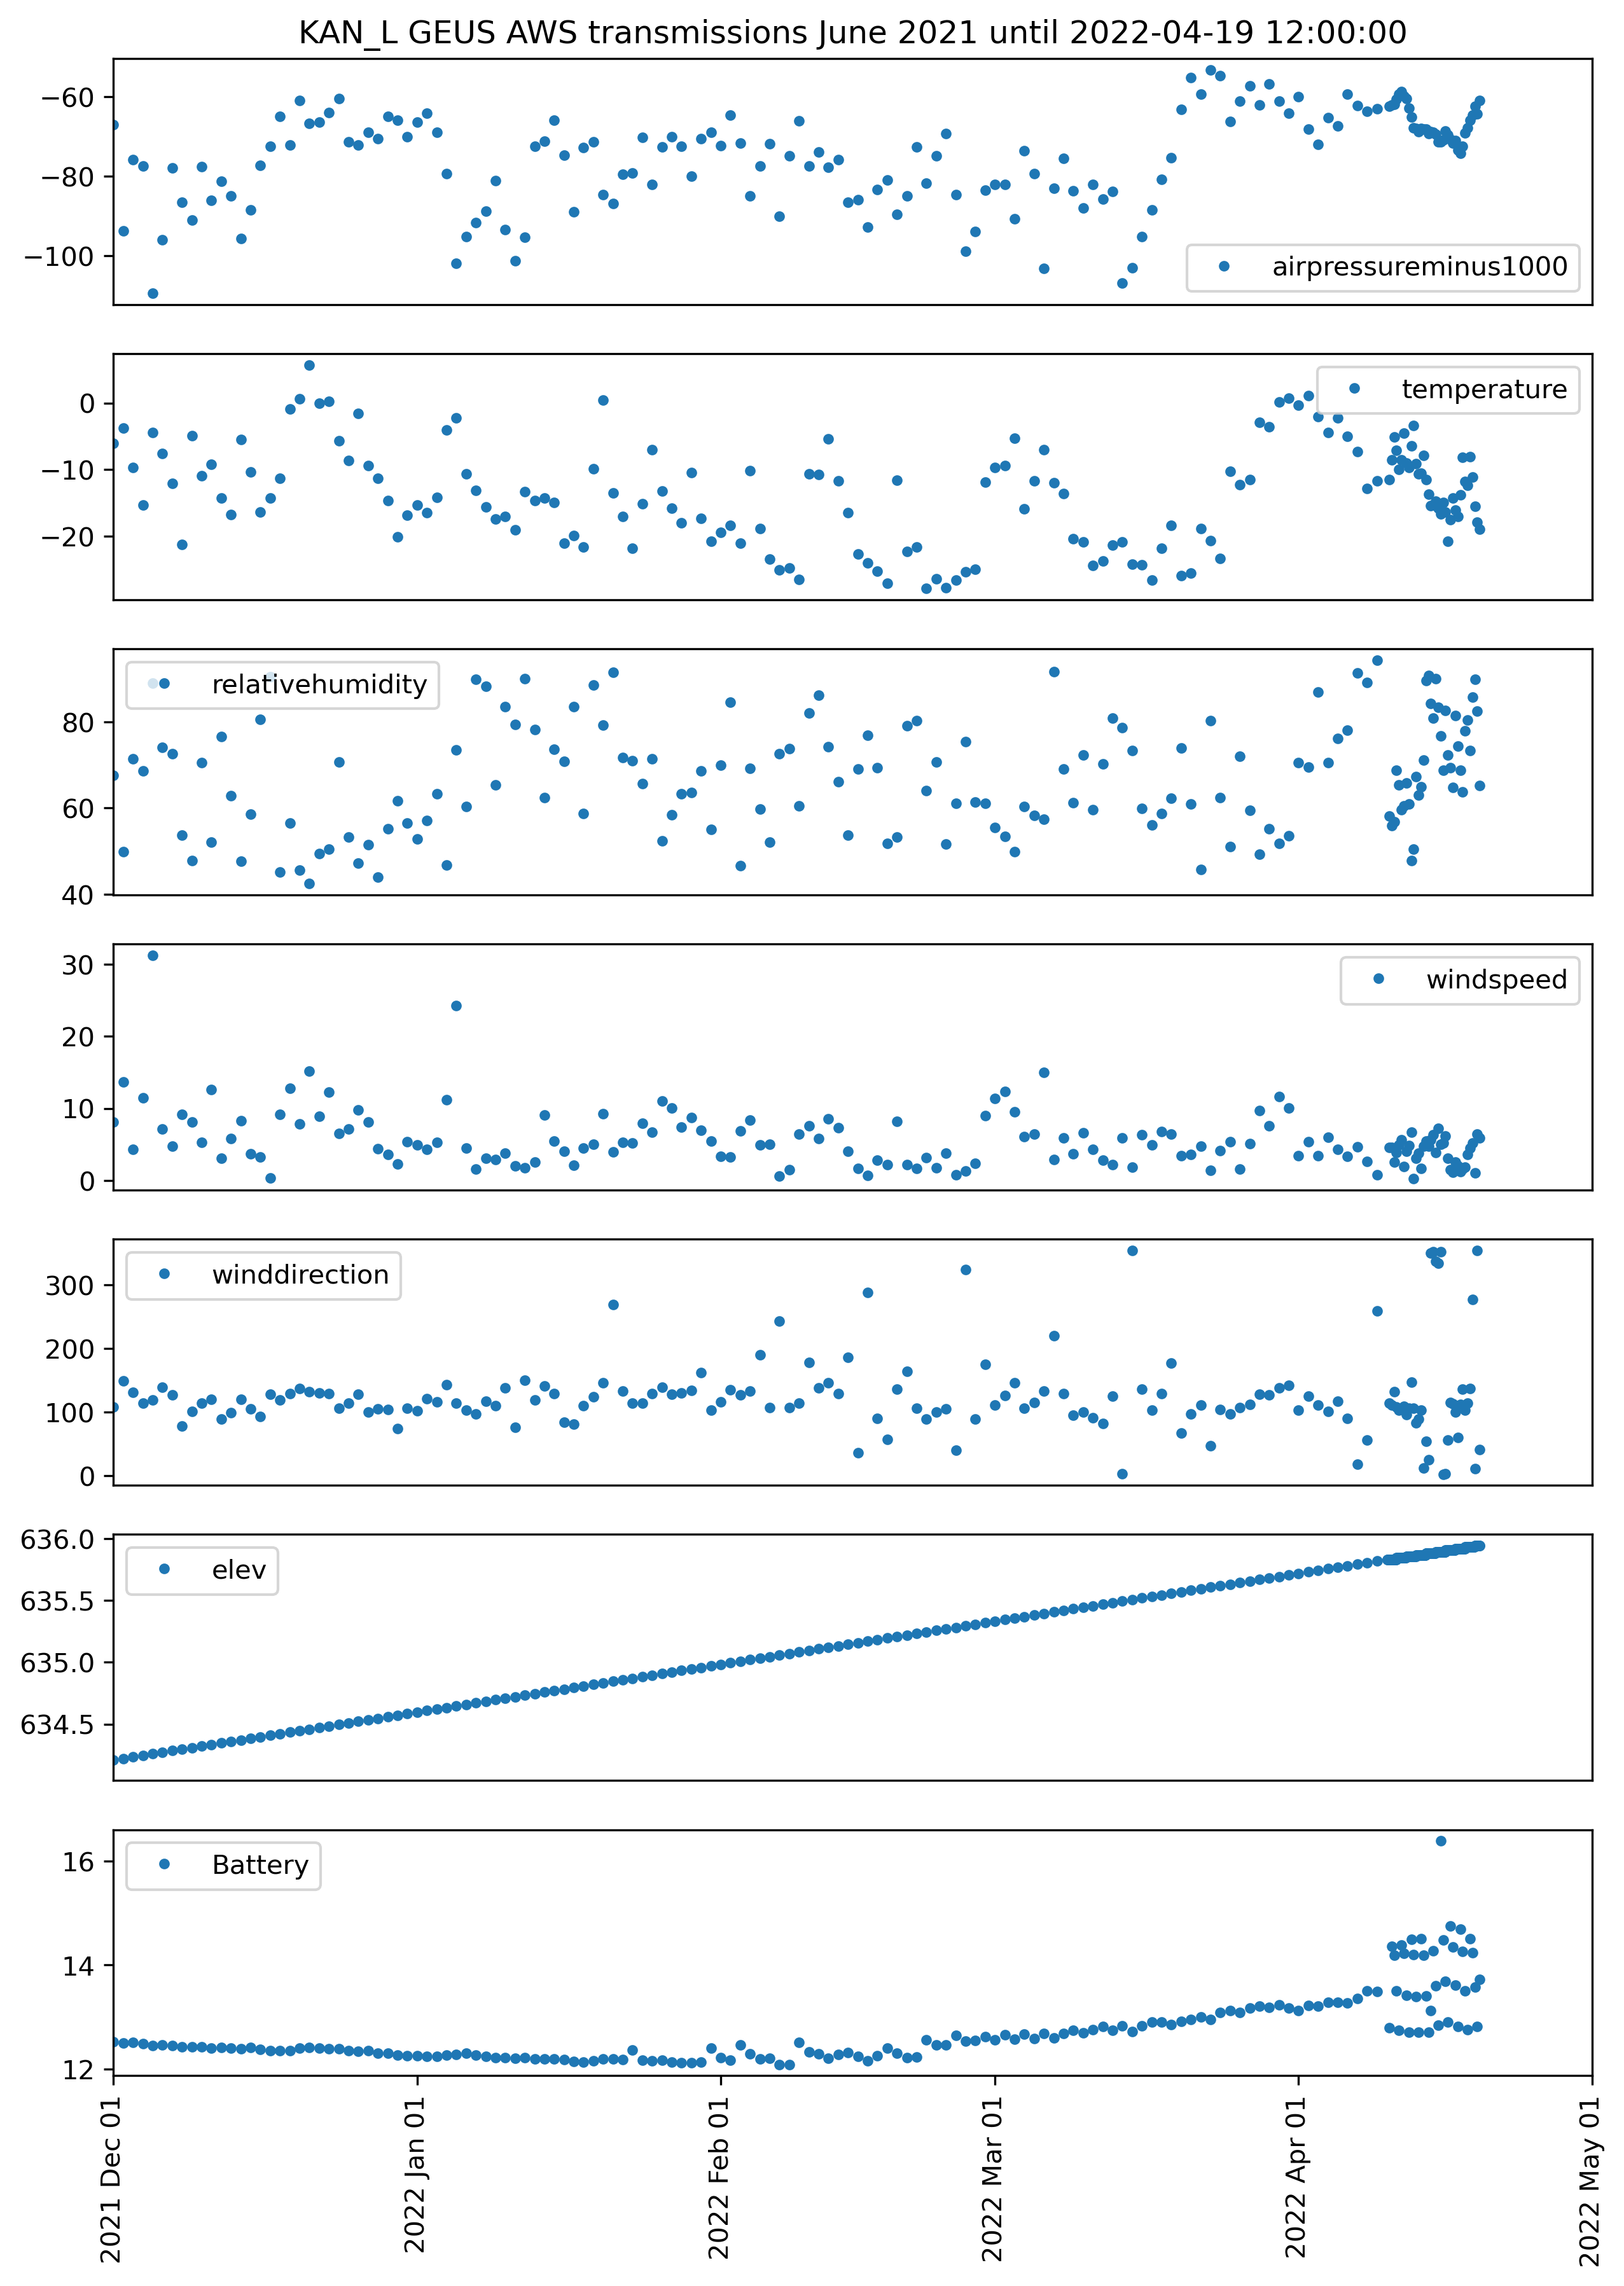 KAN_L GEUS AWS transmissions June 2021 until 2022-04-19 12:00:00
−60
−80
−100
airpressureminus1000
0
−10
−20
temperature
80
60
40
relativehumidity
30
20
10
0
windspeed
300
200
100
0
winddirection
636.0
635.5
635.0
634.5
elev
16
14
12
Battery
2021 Dec 01
2022 Jan 01
2022 Feb 01
2022 Mar 01
2022 Apr 01
2022 May 01